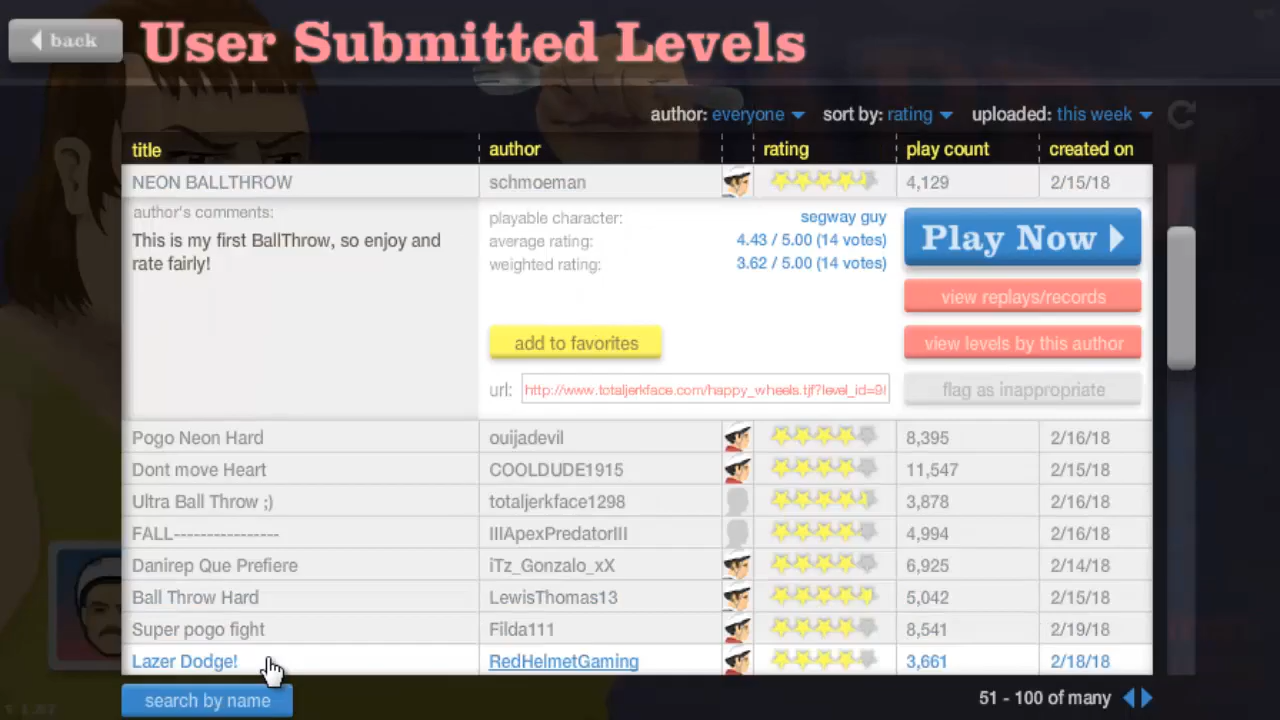 back
User Submitted Levels
author: everyone sort by: rating uploaded: this week
title author rating play count created on
NEON BALLTHROW schmoeman 4,129 2/15/18
author's comments:
This is my first BallThrow, so enjoy and
rate fairly!
playable character: segway guy
average rating: 4.43 / 5.00 (14 votes)
weighted rating: 3.62 / 5.00 (14 votes)
Play Now
view replays/records
add to favorites
view levels by this author
url: http://www.totaljerkface.com/happy_wheels.tjf?level_id=9
flag as inappropriate
Pogo Neon Hard ouijadevil 8,395 2/16/18
Dont move Heart COOLDUDE1915 11,547 2/15/18
Ultra Ball Throw ;) totaljerkface1298 3,878 2/16/18
FALL---------------- IIIApexPredatorIII 4,994 2/16/18
Danirep Que Prefiere iTz_Gonzalo_xX 6,925 2/14/18
Ball Throw Hard LewisThomas13 5,042 2/15/18
Super pogo fight Filda111 8,541 2/19/18
Lazer Dodge! RedHelmetGaming 3,661 2/18/18
search by name
51 - 100 of many